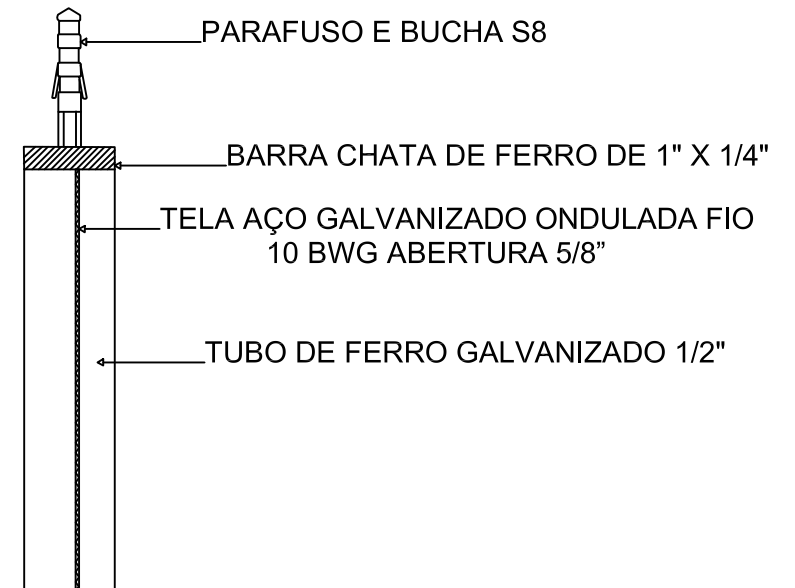 PARAFUSO E BUCHA S8
BARRA CHATA DE FERRO DE 1" X 1/4"
TELA AÇO GALVANIZADO ONDULADA FIO
10 BWG ABERTURA 5/8”
TUBO DE FERRO GALVANIZADO 1/2"